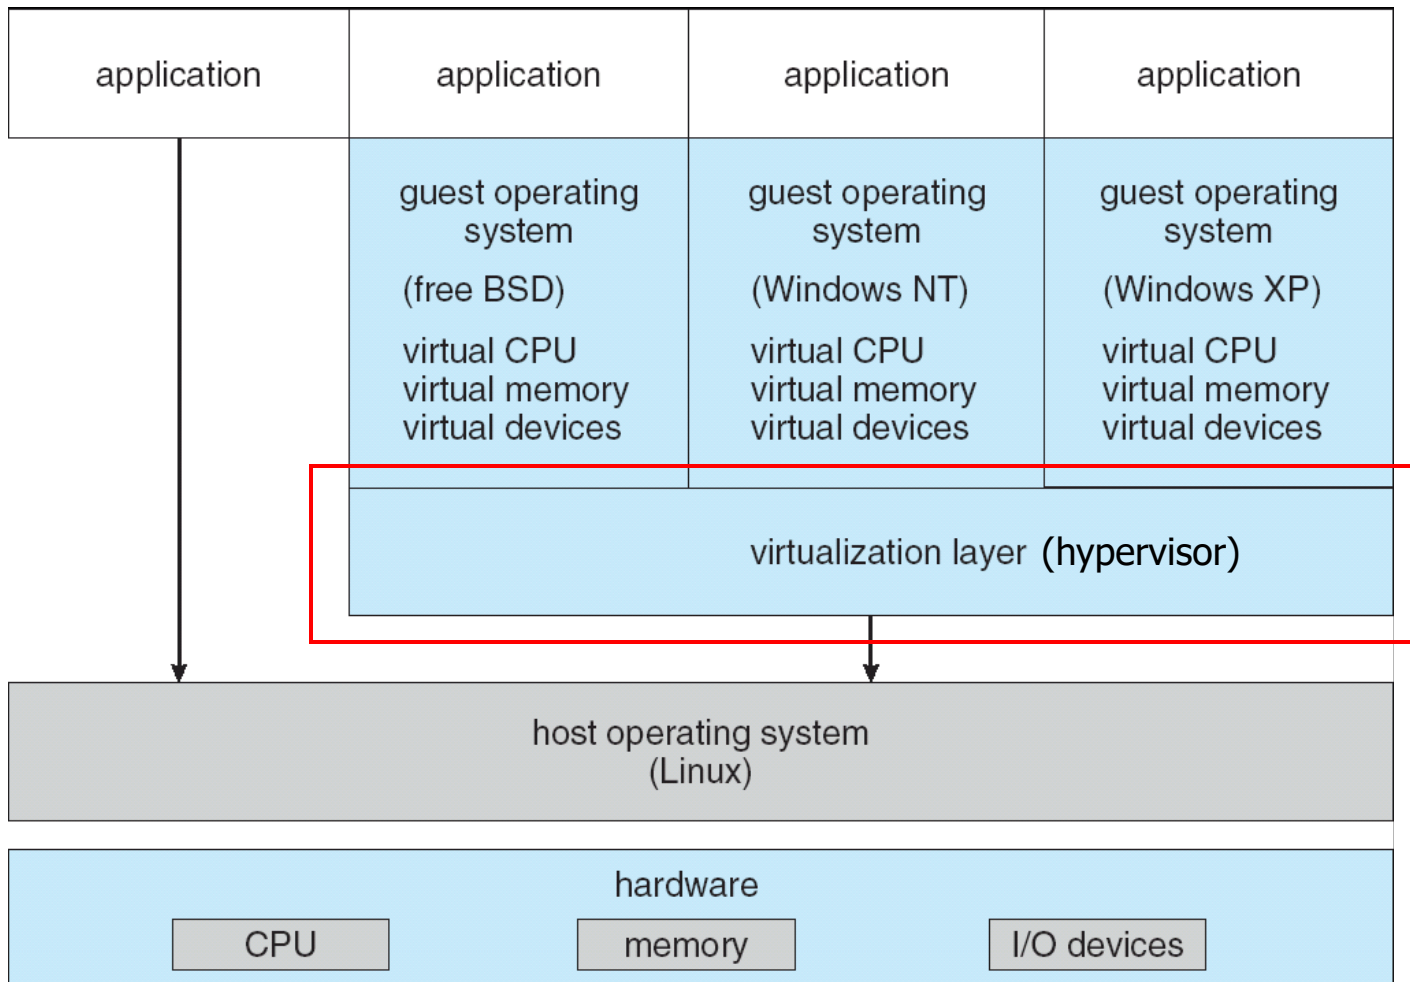 application
application
application
application
guest operating
system
(free BSD)
virtual CPU
virtual memory
virtual devices
guest operating
system
(Windows NT)
virtual CPU
virtual memory
virtual devices
guest operating
system
(Windows XP)
virtual CPU
virtual memory
virtual devices
virtualization layer (hypervisor)
host operating system
(Linux)
hardware
CPU
memory
I/O devices